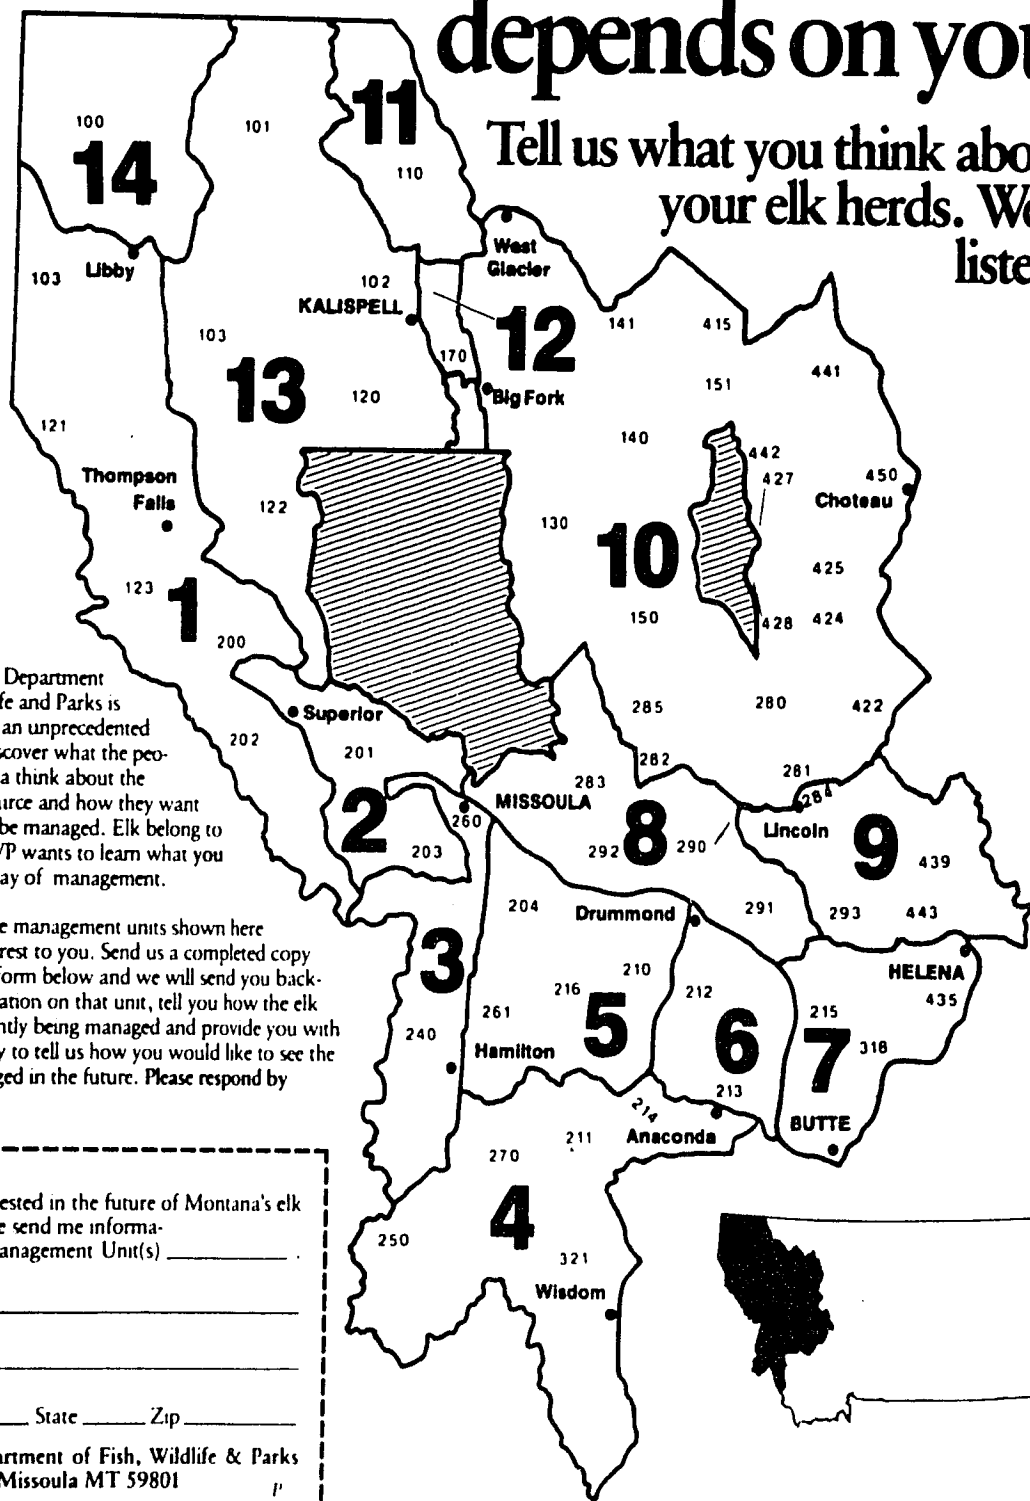 depends on you
Tell us what you think abo
your elk herds. We
liste
11
100
101
14
110
West
Glacier
Libby
103
102
KALISPELL
141
415
12
103
170
441
151
13
120
Big Fork
121
140
442
Thompson
Falls
427
450
Choteau
122
130
10
425
123
1
150
428
424
200
Department
fe and Parks is
an unprecedented
scover what the peo-
a think about the
urce and how they want
be managed. Elk belong to
VP wants to learn what you
ay of management.
285
280
422
Superior
202
201
282
283
281
284
MISSOULA
2
260
Lincoln
203
292
8
290
9
439
e management units shown here
rest to you. Send us a completed copy
form below and we will send you back-
ation on that unit, tell you how the elk
ntly being managed and provide you with
y to tell us how you would like to see the
ged in the future. Please respond by
204
Drummond
291
293
443
3
210
HELENA
216
212
435
261
5
215
240
6
7
318
Hamilton
213
214
BUTTE
211
Anaconda
270
4
250
321
Wisdom
ested in the future of Montana's elk
e send me informa-
anagement Unit(s) ________ .
____ State ____ Zip ________
artment of Fish, Wildlife & Parks
Missoula MT 59801